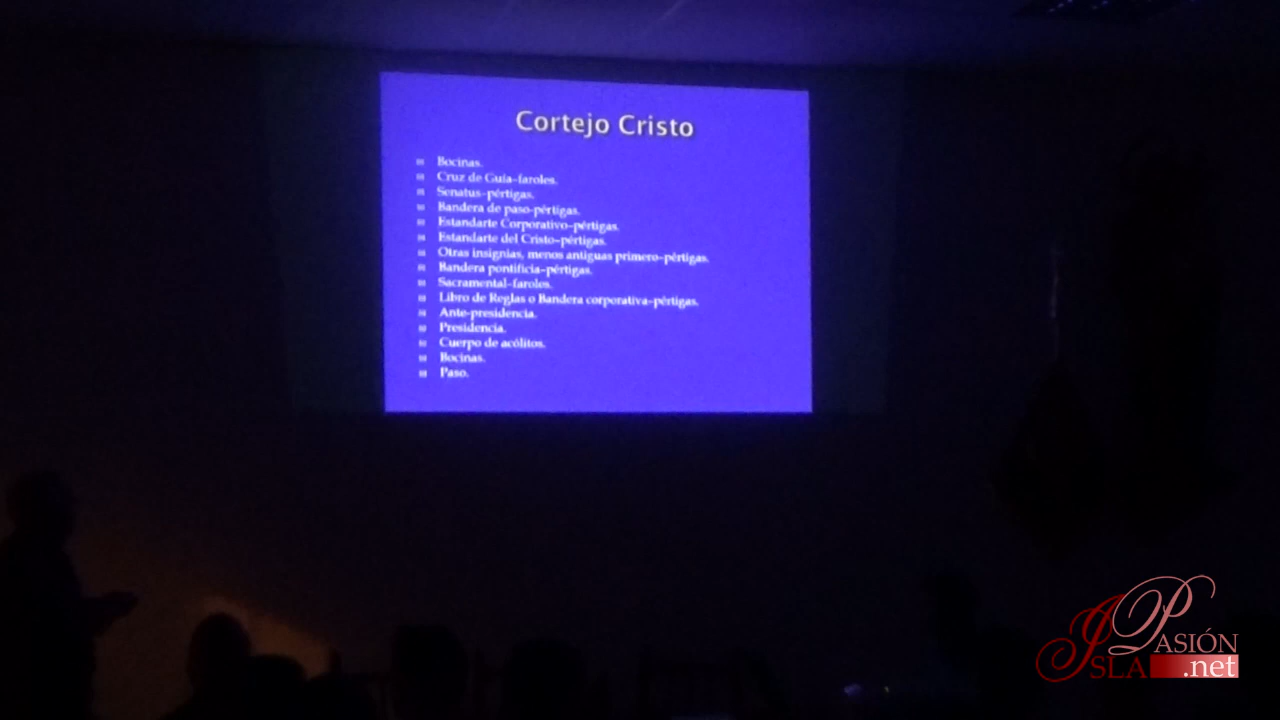 Cortejo Cristo
Bocinas.
Cruz de Guía-faroles.
Senatus-pértigas.
Bandera de paso-pértigas.
Estandarte Corporativo-pértigas.
Estandarte del Cristo-pértigas.
Otras insignias, menos antiguas primero-pértigas.
Bandera pontificia-pértigas.
Sacramental-faroles.
Libro de Reglas o Bandera corporativa-pértigas.
Ante-presidencia.
Presidencia.
Cuerpo de acólitos.
Bocinas.
Paso.
PASIÓN
ISLA .net